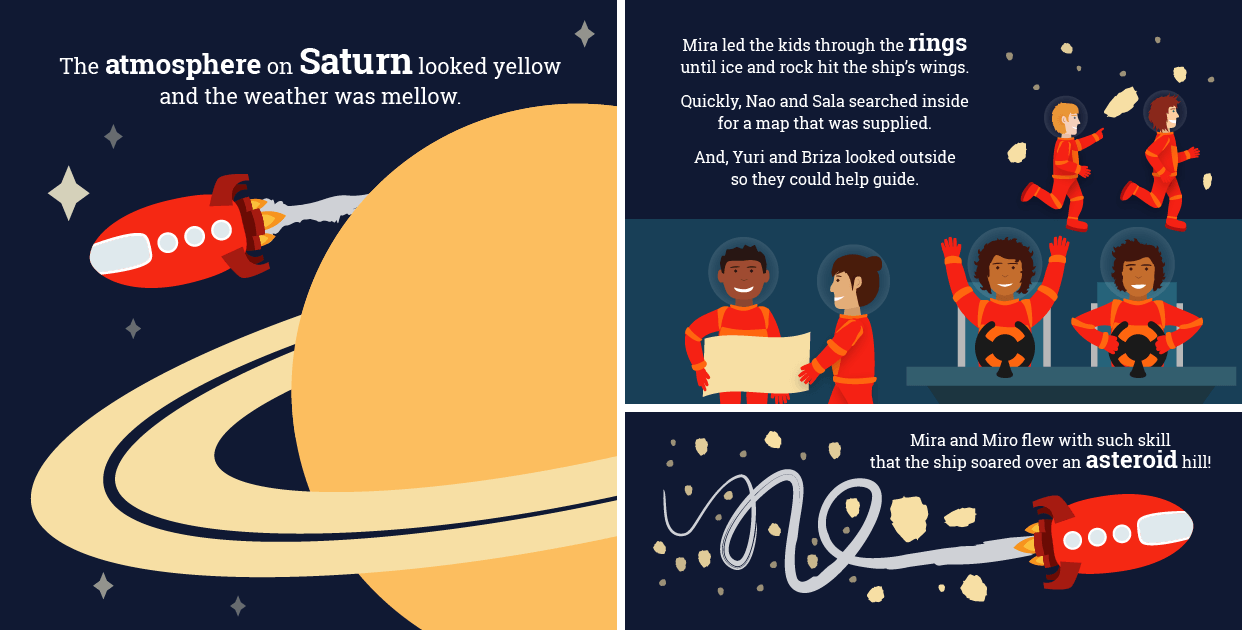 The atmosphere on Saturn looked yellow
and the weather was mellow.
Mira led the kids through the rings
until ice and rock hit the ship’s wings.
Quickly, Nao and Sala searched inside
for a map that was supplied.
And, Yuri and Briza looked outside
so they could help guide.
Mira and Miro flew with such skill
that the ship soared over an asteroid hill!